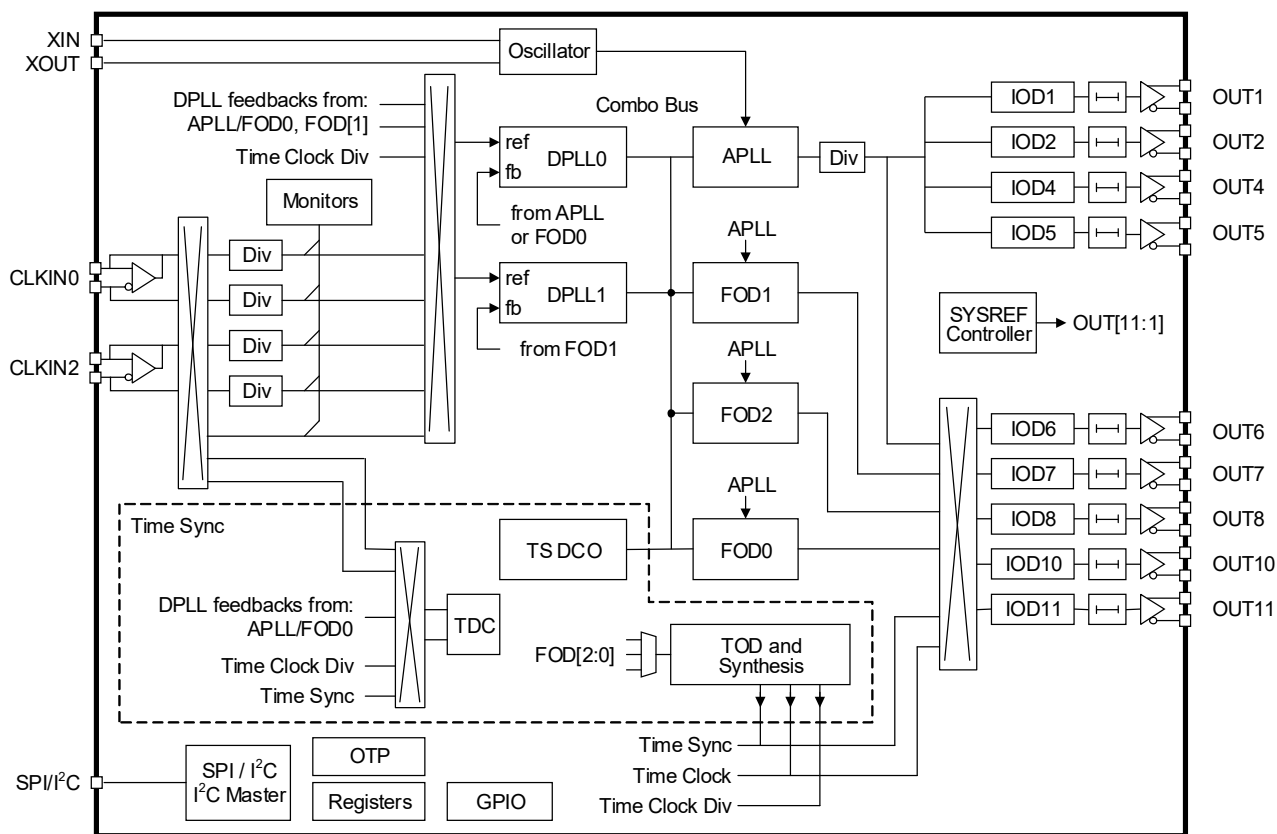 XIN
XOUT
Oscillator
DPLL feedbacks from:
APLL/FOD0, FOD[1]
Time Clock Div
Combo Bus
ref
fb
DPLL0
APLL
Div
IOD1
OUT1
IOD2
OUT2
IOD4
OUT4
IOD5
OUT5
Monitors
from APLL
or FOD0
APLL
CLKIN0
Div
Div
Div
Div
CLKIN2
ref
fb
DPLL1
FOD1
from FOD1
SYSREF
Controller
OUT[11:1]
APLL
FOD2
APLL
IOD6
OUT6
IOD7
OUT7
IOD8
OUT8
IOD10
OUT10
IOD11
OUT11
Time Sync
TS DCO
FOD0
DPLL feedbacks from:
APLL/FOD0
Time Clock Div
Time Sync
TDC
FOD[2:0]
TOD and
Synthesis
Time Sync
Time Clock
Time Clock Div
SPI/I²C
SPI / I²C
I²C Master
OTP
Registers
GPIO